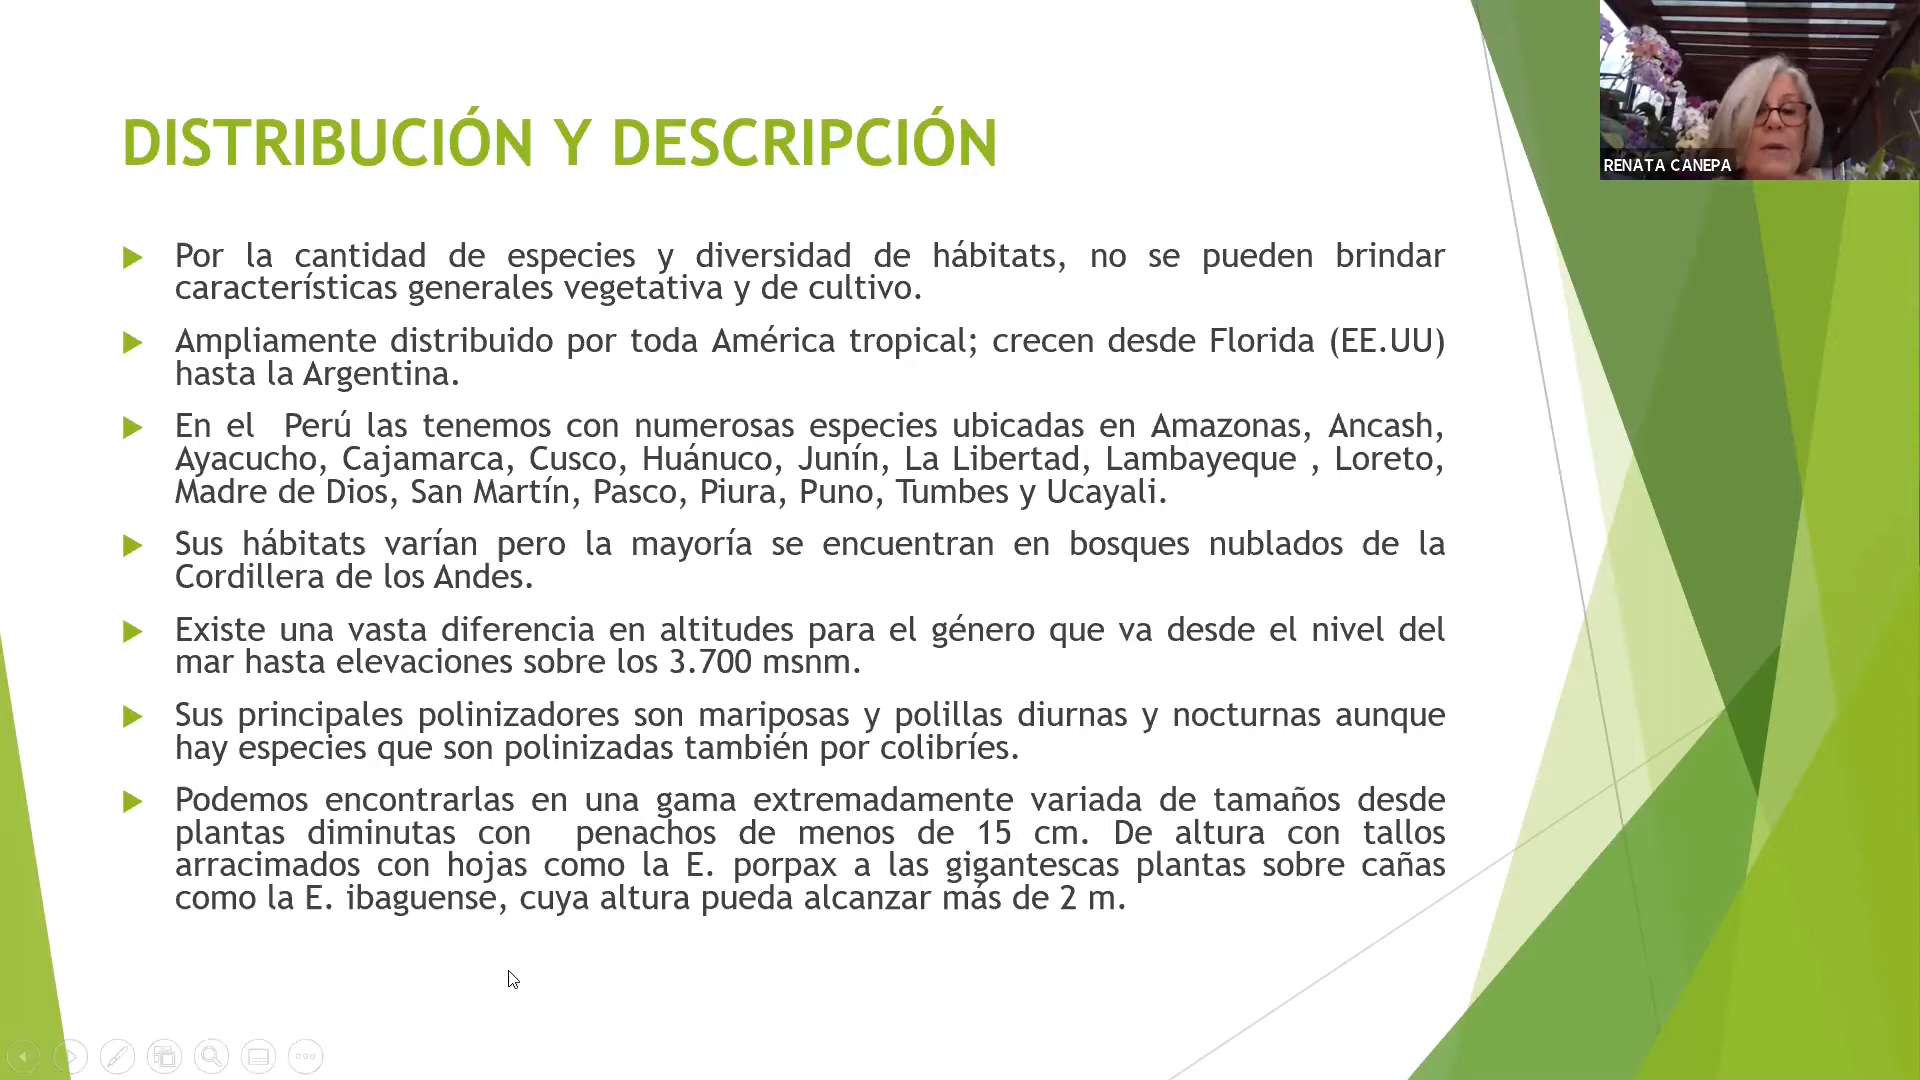 DISTRIBUCIÓN Y DESCRIPCIÓN
RENATA CANEPA
Por la cantidad de especies y diversidad de hábitats, no se pueden brindar
características generales vegetativa y de cultivo.
Ampliamente distribuido por toda América tropical; crecen desde Florida (EE.UU)
hasta la Argentina.
En el Perú las tenemos con numerosas especies ubicadas en Amazonas, Ancash,
Ayacucho, Cajamarca, Cusco, Huánuco, Junín, La Libertad, Lambayeque , Loreto,
Madre de Dios, San Martín, Pasco, Piura, Puno, Tumbes y Ucayali.
Sus hábitats varían pero la mayoría se encuentran en bosques nublados de la
Cordillera de los Andes.
Existe una vasta diferencia en altitudes para el género que va desde el nivel del
mar hasta elevaciones sobre los 3.700 msnm.
Sus principales polinizadores son mariposas y polillas diurnas y nocturnas aunque
hay especies que son polinizadas también por colibríes.
Podemos encontrarlas en una gama extremadamente variada de tamaños desde
plantas diminutas con penachos de menos de 15 cm. De altura con tallos
arracimados con hojas como la E. porpax a las gigantescas plantas sobre cañas
como la E. ibaguense, cuya altura pueda alcanzar más de 2 m.